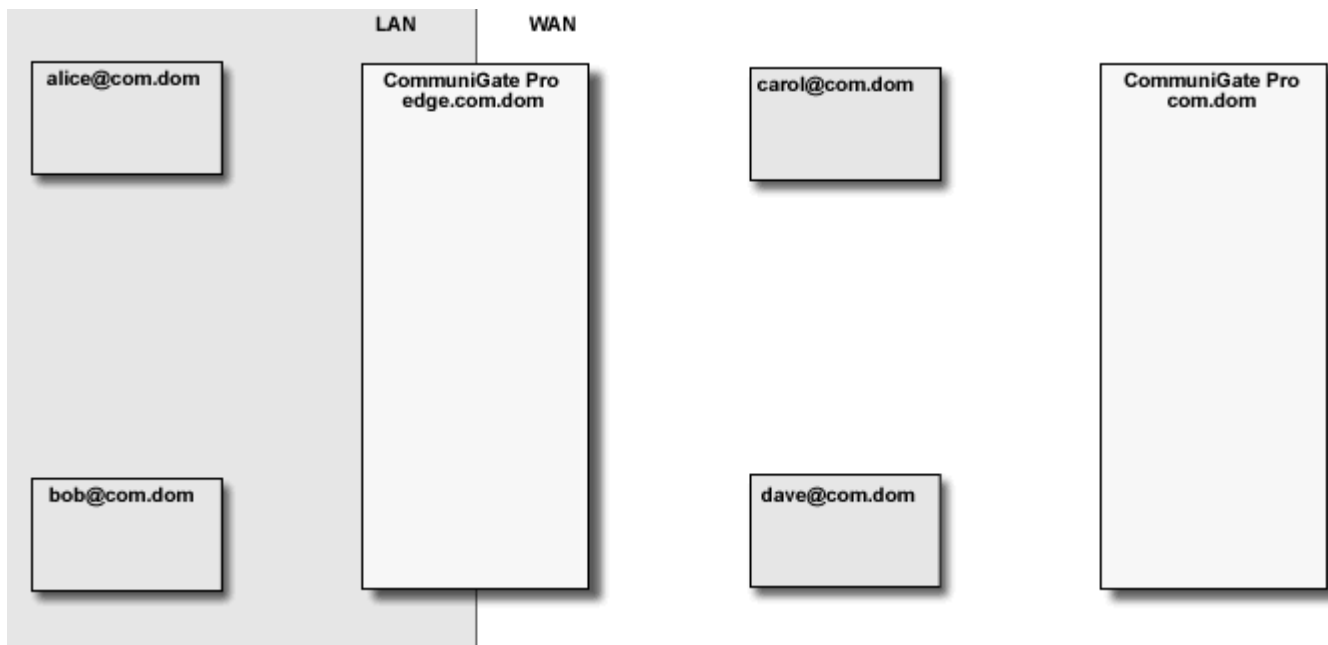 LAN
WAN
alice@com.dom
CommuniGate Pro
edge.com.dom
carol@com.dom
CommuniGate Pro
com.dom
bob@com.dom
dave@com.dom